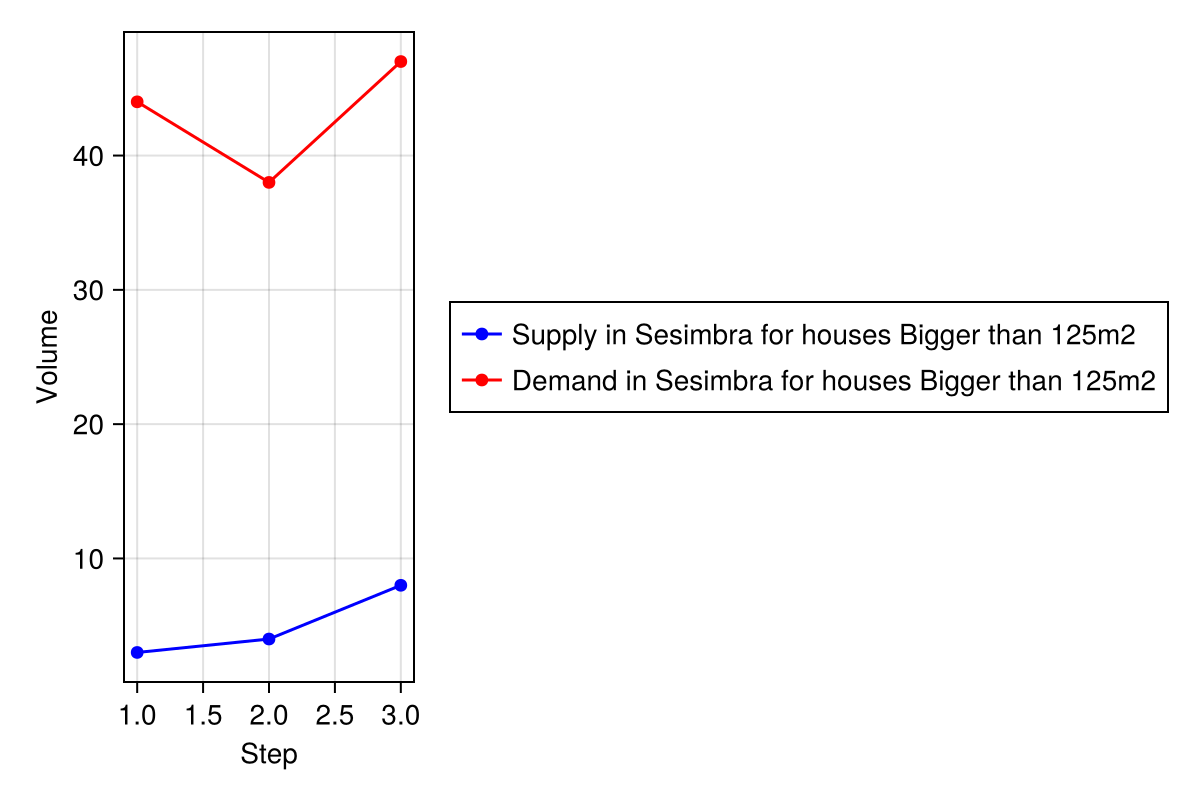 Volume
40
30
20
10
1.0 1.5 2.0 2.5 3.0
Step
Supply in Sesimbra for houses Bigger than 125m2
Demand in Sesimbra for houses Bigger than 125m2